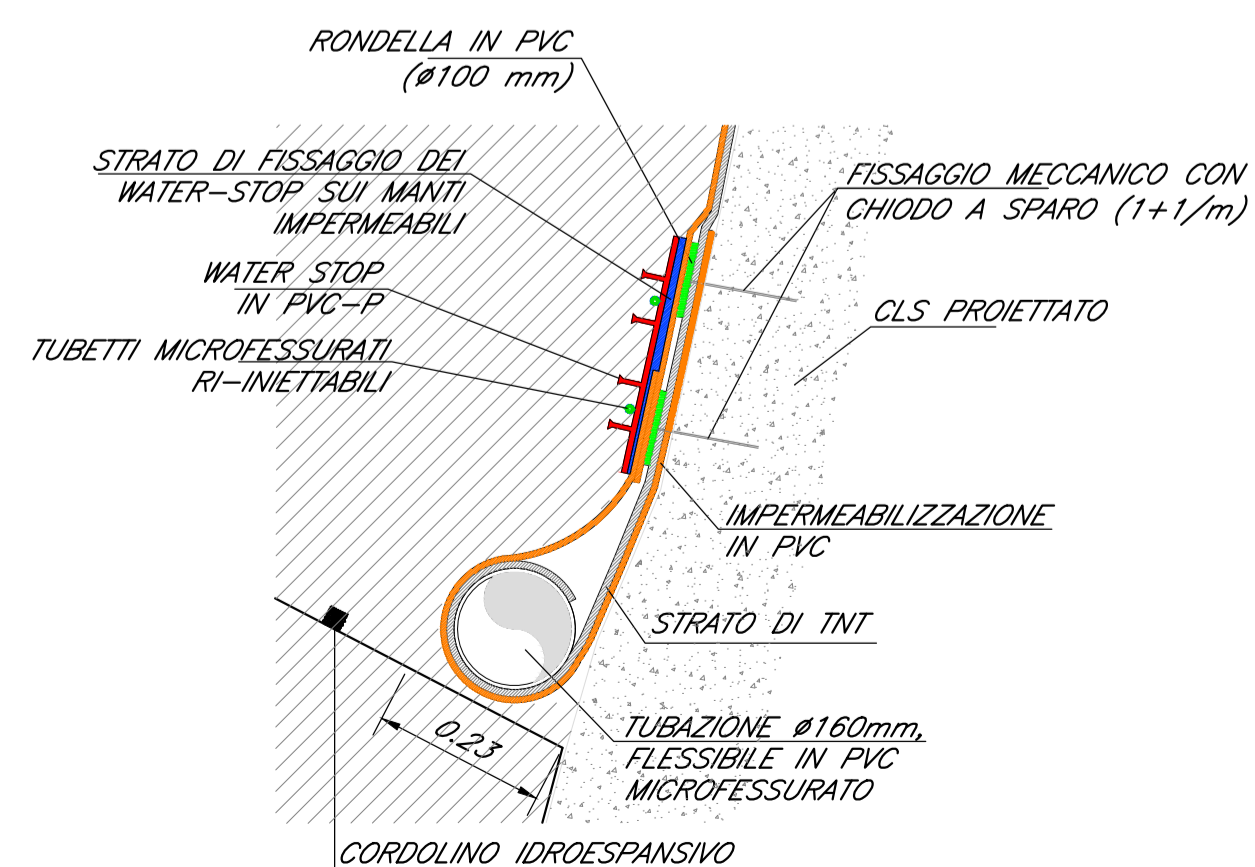 RONDELLA IN PVC
(ø100 mm)
STRATO DI FISSAGGIO DEI
WATER-STOP SUI MANTI
IMPERMEABILI
WATER STOP
IN PVC-P
TUBETTI MICROFESSURATI
RI-INIETTABILI
FISSAGGIO MECCANICO CON
CHIODO A SPARO (1+1/m)
CLS PROIETTATO
IMPERMEABILIZZAZIONE
IN PVC
STRATO DI TNT
TUBAZIONE ø160mm,
FLESSIBILE IN PVC
MICROFESSURATO
0.23
CORDOLINO IDROESPANSIVO